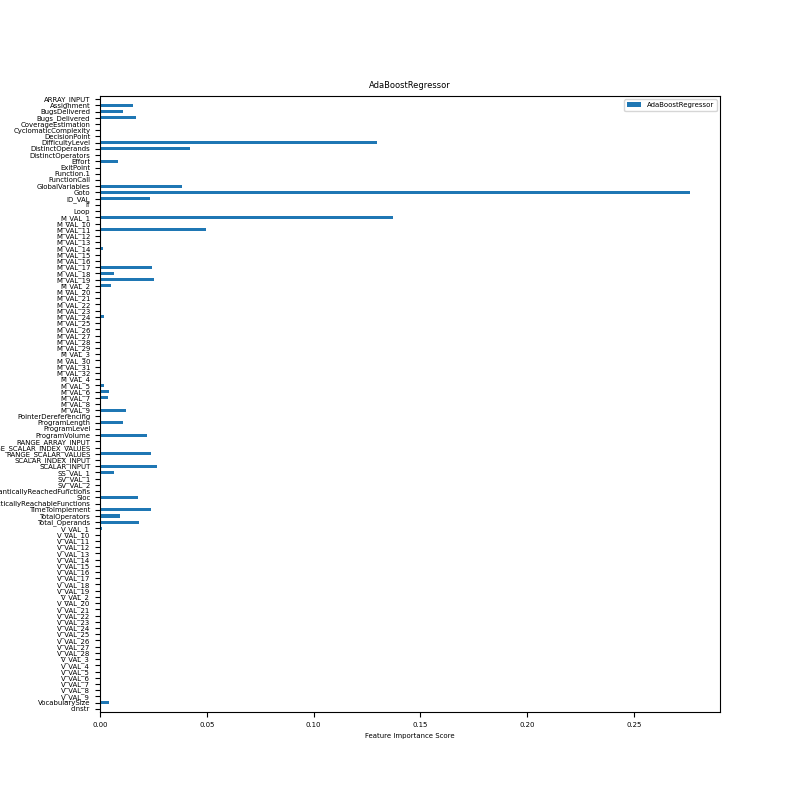 AdaBoostRegressor
AdaBoostRegressor
ARRAY_INPUT
Assignment
BugsDelivered
Bugs_Delivered
CoverageEstimation
CyclomaticComplexity
DecisionPoint
DifficultyLevel
DistinctOperands
DistinctOperators
Effort
ExitPoint
Function.1
FunctionCall
GlobalVariables
Goto
ID_VAL
If
Loop
M_VAL_1
M_VAL_10
M_VAL_11
M_VAL_12
M_VAL_13
M_VAL_14
M_VAL_15
M_VAL_16
M_VAL_17
M_VAL_18
M_VAL_19
M_VAL_2
M_VAL_20
M_VAL_21
M_VAL_22
M_VAL_23
M_VAL_24
M_VAL_25
M_VAL_26
M_VAL_27
M_VAL_28
M_VAL_29
M_VAL_3
M_VAL_30
M_VAL_31
M_VAL_32
M_VAL_4
M_VAL_5
M_VAL_6
M_VAL_7
M_VAL_8
M_VAL_9
PointerDereferencing
ProgramLength
ProgramLevel
ProgramVolume
RANGE_ARRAY_INPUT
E_SCALAR_INDEX_VALUES
RANGE_SCALAR_VALUES
SCALAR_INDEX_INPUT
SCALAR_INPUT
SS_VAL_1
SV_VAL_1
SV_VAL_2
anticallyReachedFunctions
Sloc
ticallyReachableFunctions
TimeToImplement
TotalOperators
Total_Operands
V_VAL_1
V_VAL_10
V_VAL_11
V_VAL_12
V_VAL_13
V_VAL_14
V_VAL_15
V_VAL_16
V_VAL_17
V_VAL_18
V_VAL_19
V_VAL_2
V_VAL_20
V_VAL_21
V_VAL_22
V_VAL_23
V_VAL_24
V_VAL_25
V_VAL_26
V_VAL_27
V_VAL_28
V_VAL_3
V_VAL_4
V_VAL_5
V_VAL_6
V_VAL_7
V_VAL_8
V_VAL_9
VocabularySize
cinstr
0.00 0.05 0.10 0.15 0.20 0.25
Feature Importance Score